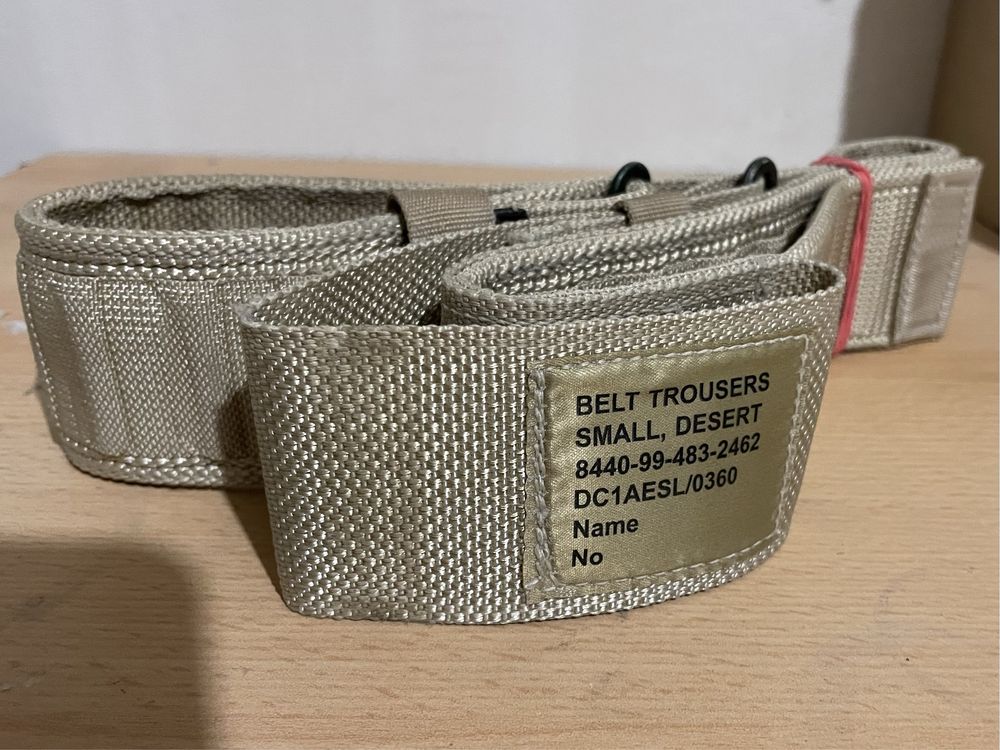 BELT TROUSERS
SMALL, DESERT
8440-99-483-2462
DC1AESL/0360
Name
No